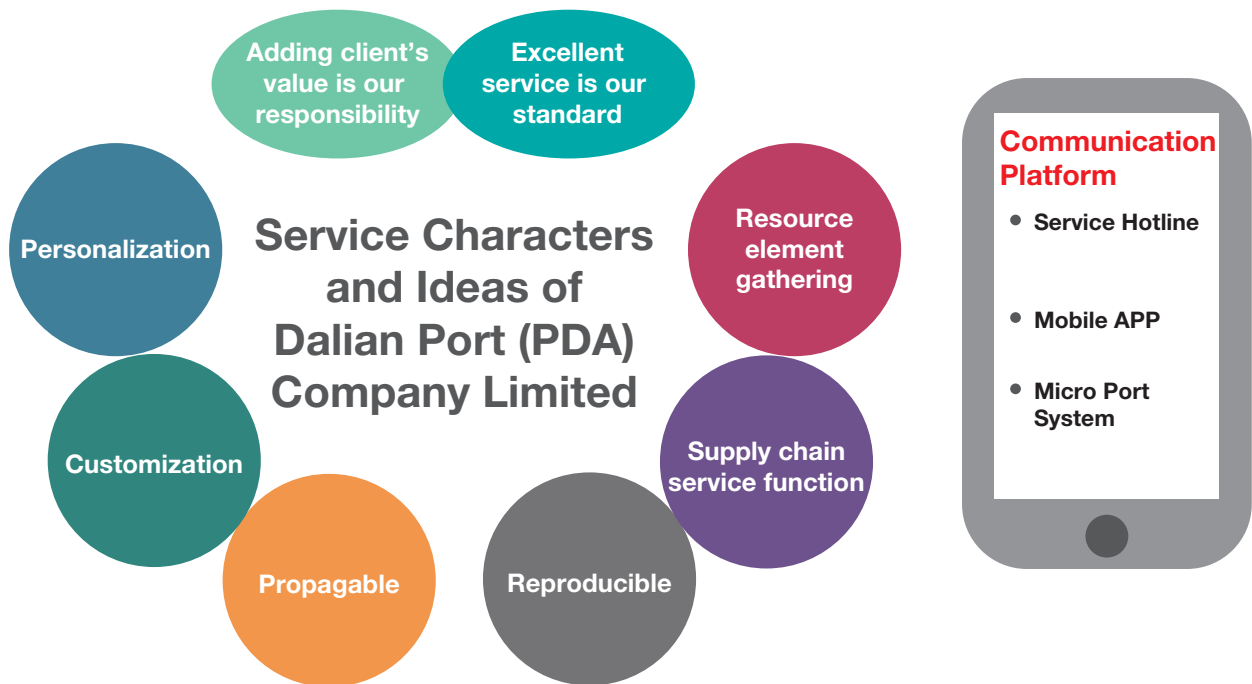 Adding client’s
value is our
responsibility
Excellent
service is our
standard
Personalization
Service Characters
and Ideas of
Dalian Port (PDA)
Company Limited
Resource
element
gathering
Customization
Supply chain
service function
Propagable
Reproducible
Communication
Platform
• Service Hotline
• Mobile APP
• Micro Port
System